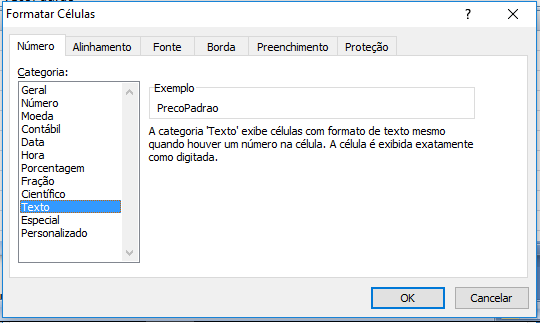 Formatar Células
Número
Alinhamento
Fonte
Borda
Preenchimento
Proteção
Categoria:
Geral
Número
Moeda
Contábil
Data
Hora
Porcentagem
Fração
Científico
Texto
Especial
Personalizado
Exemplo
PrecoPadrao
A categoria 'Texto' exibe células com formato de texto mesmo
quando houver um número na célula. A célula é exibida exatamente
como digitada.
OK
Cancelar